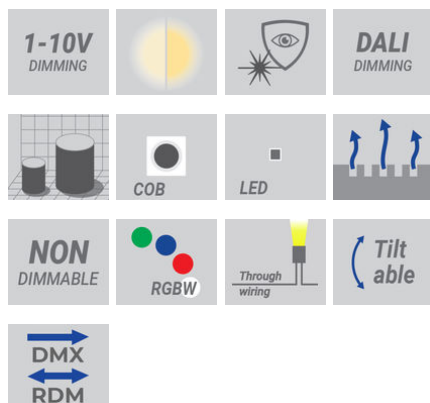 1-10V
DIMMING
DALI
DIMMING
COB
LED
NON
DIMMABLE
RGBW
Through
wiring
Tilt
able
DMX
RDM